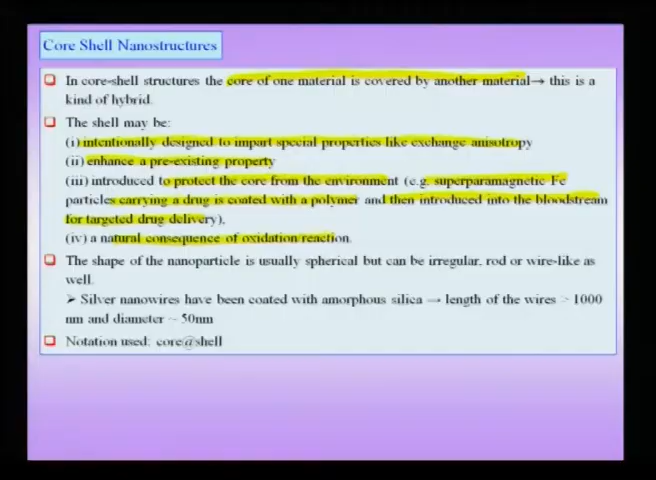 Core Shell Nanostructures
❑ In core-shell structures the core of one material is covered by another material→ this is a
kind of hybrid.
❑ The shell may be:
(i) intentionally designed to impart special properties like exchange anisotropy
(ii) enhance a pre-existing property
(iii) introduced to protect the core from the environment (e.g. superparamagnetic Fe
particles carrying a drug is coated with a polymer and then introduced into the bloodstream
for targeted drug delivery),
(iv) a natural consequence of oxidation reaction.
❑ The shape of the nanoparticle is usually spherical but can be irregular, rod or wire-like as
well.
➤ Silver nanowires have been coated with amorphous silica → length of the wires > 1000
nm and diameter ~ 50nm
❑ Notation used: core@shell